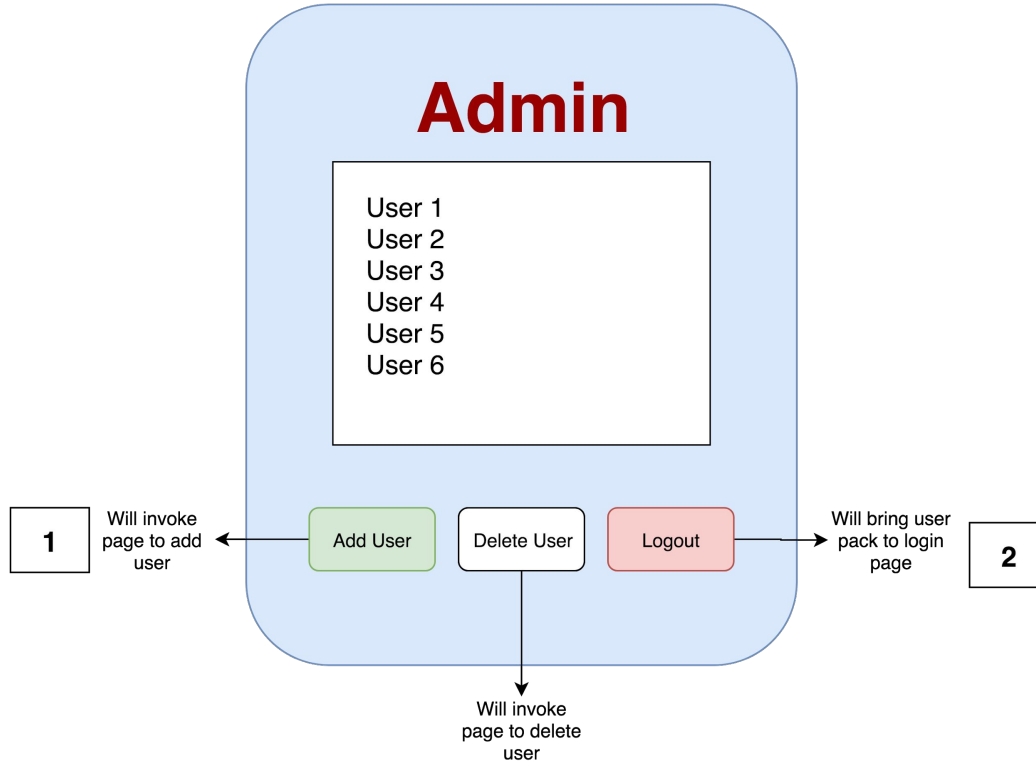 Admin
User 1
User 2
User 3
User 4
User 5
User 6
1
Will invoke
page to add
user
Add User
Delete User
Logout
Will bring user
pack to login
page
2
Will invoke
page to delete
user